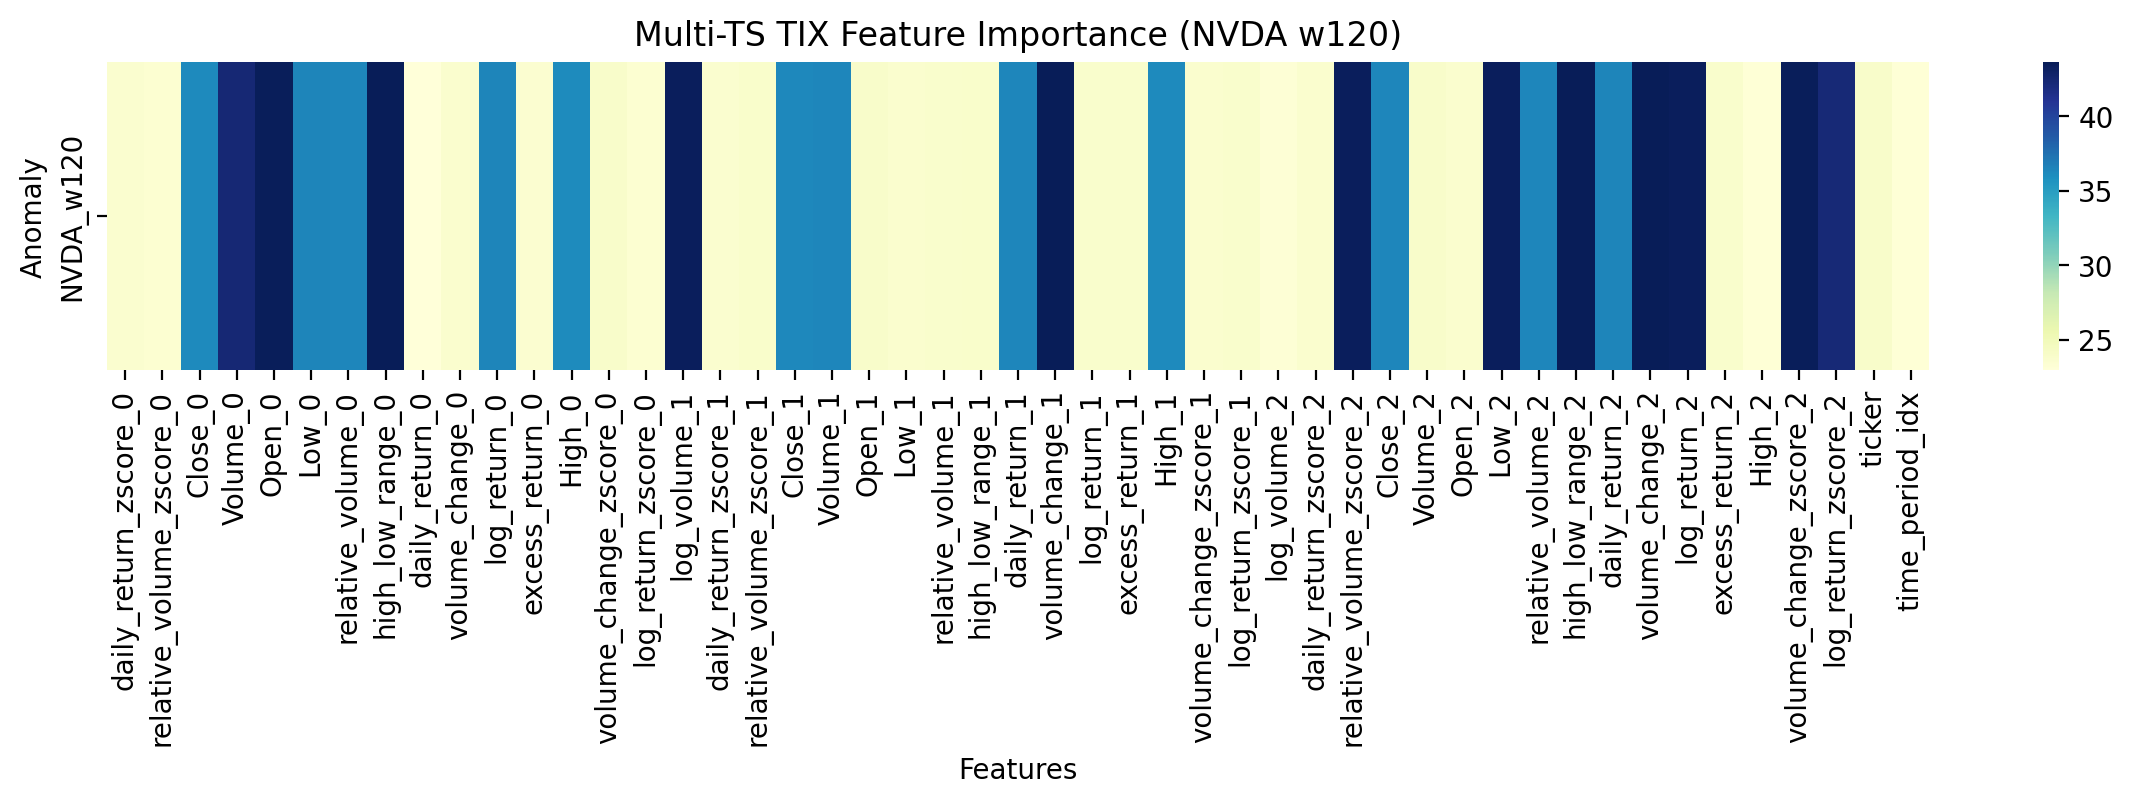 Multi-TS TIX Feature Importance (NVDA w120)
Anomaly
NVDA_w120
40
35
30
25
daily_return_zscore_0
relative_volume_zscore_0
Close_0
Volume_0
Open_0
Low_0
relative_volume_0
high_low_range_0
daily_return_0
volume_change_0
log_return_0
excess_return_0
High_0
volume_change_zscore_0
log_return_zscore_0
log_volume_1
daily_return_zscore_1
relative_volume_zscore_1
Close_1
Volume_1
Open_1
Low_1
relative_volume_1
high_low_range_1
daily_return_1
volume_change_1
log_return_1
excess_return_1
High_1
volume_change_zscore_1
log_return_zscore_1
log_volume_2
daily_return_zscore_2
relative_volume_zscore_2
Close_2
Volume_2
Open_2
Low_2
relative_volume_2
high_low_range_2
daily_return_2
volume_change_2
log_return_2
excess_return_2
High_2
volume_change_zscore_2
log_return_zscore_2
ticker
time_period_idx
Features